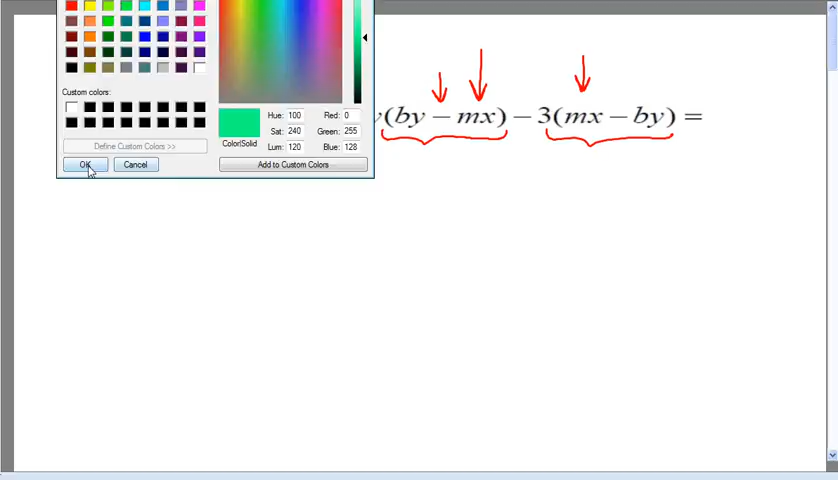 Custom colors:
Define Custom Colors >>
OK Cancel
Hue: 100 Red: 0
Sat: 240 Green: 255
Color|Solid Lum: 120 Blue: 128
Add to Custom Colors
(by − mx) − 3(mx − by) =